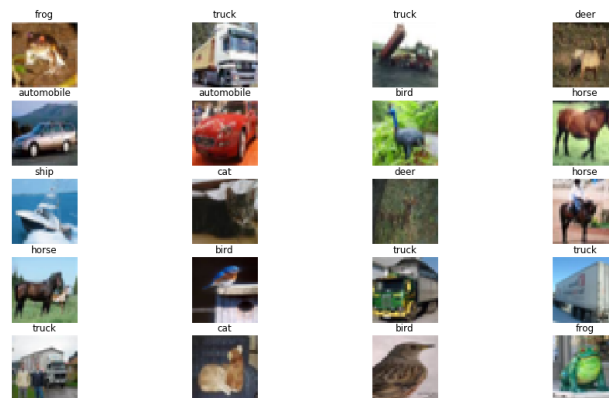 frog truck truck deer
automobile automobile bird horse
ship cat deer horse
horse bird truck truck
truck cat bird frog